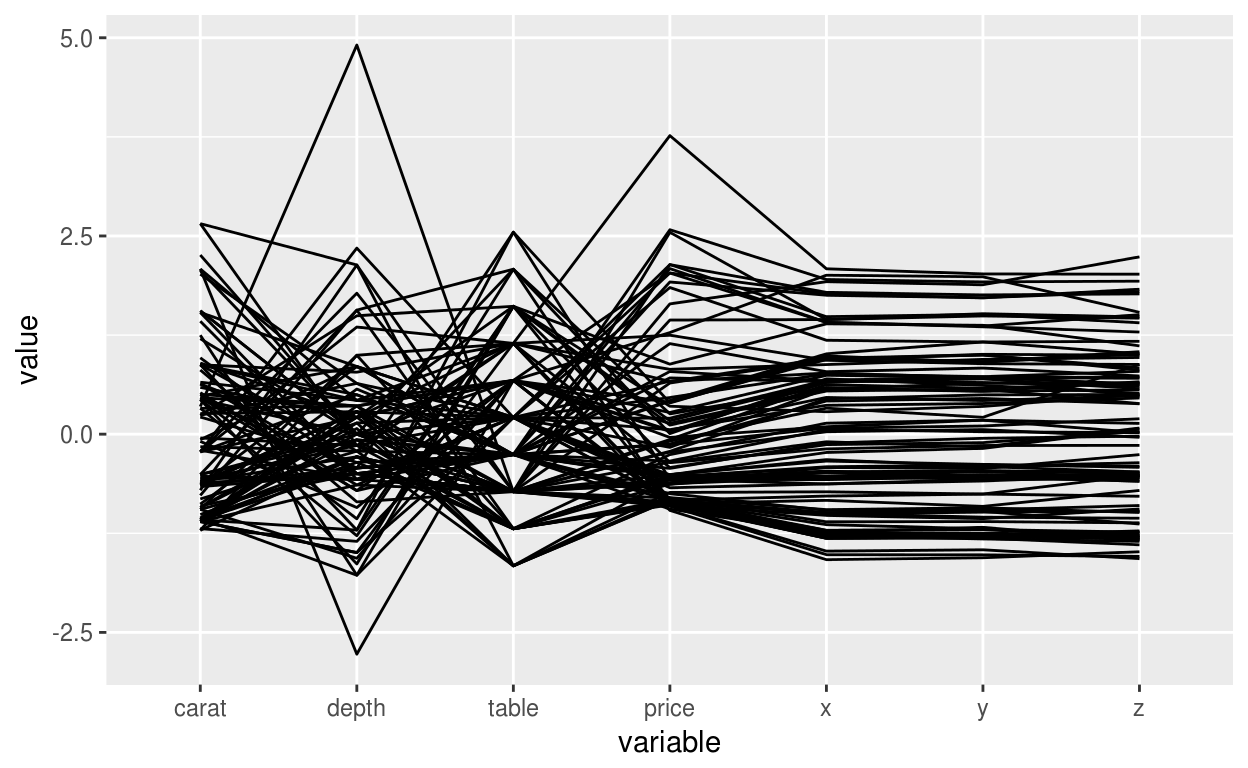 5.0
2.5
0.0
-2.5
value
carat depth table price x y z
variable